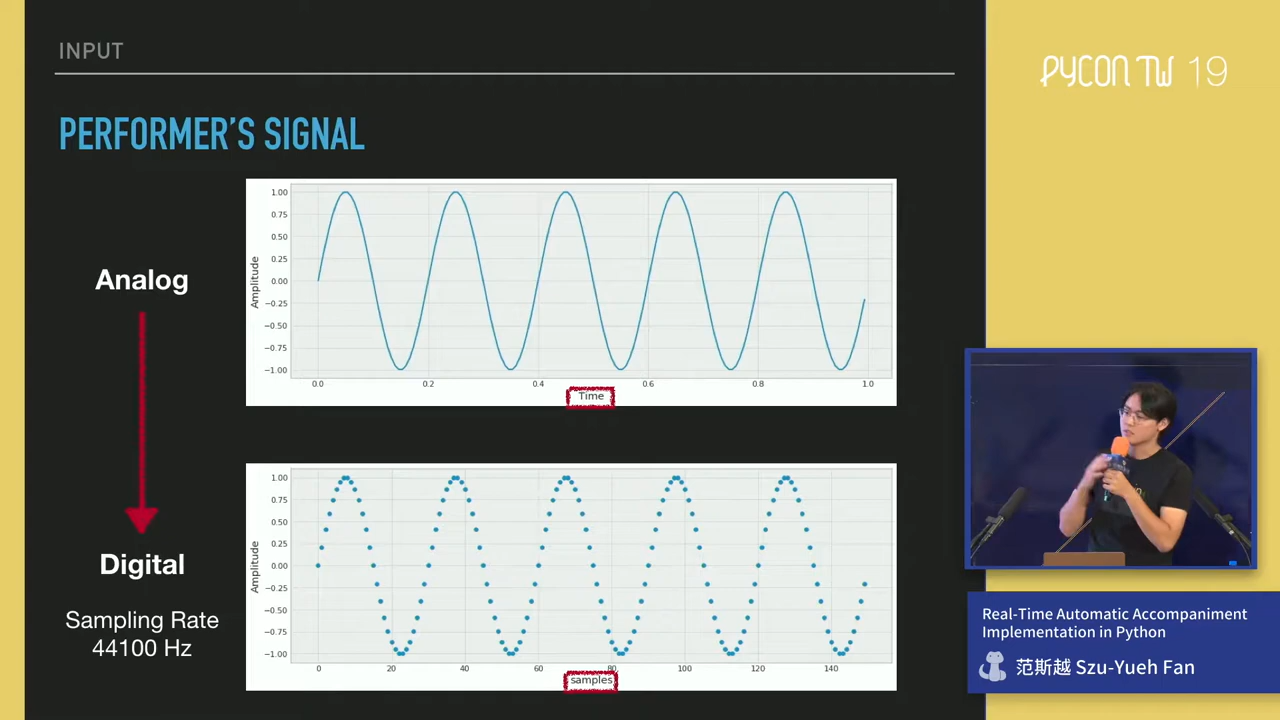 INPUT
PYCON TW 19
PERFORMER'S SIGNAL
Analog
Amplitude
1.00
0.75
0.50
0.25
0.00
−0.25
−0.50
−0.75
−1.00
0.0 0.2 0.4 0.6 0.8 1.0
Time
Digital
Sampling Rate
44100 Hz
Amplitude
1.00
0.75
0.50
0.25
0.00
−0.25
−0.50
−0.75
−1.00
0 20 40 60 80 100 120 140
samples
Real-Time Automatic Accompaniment
Implementation in Python
范斯越 Szu-Yueh Fan